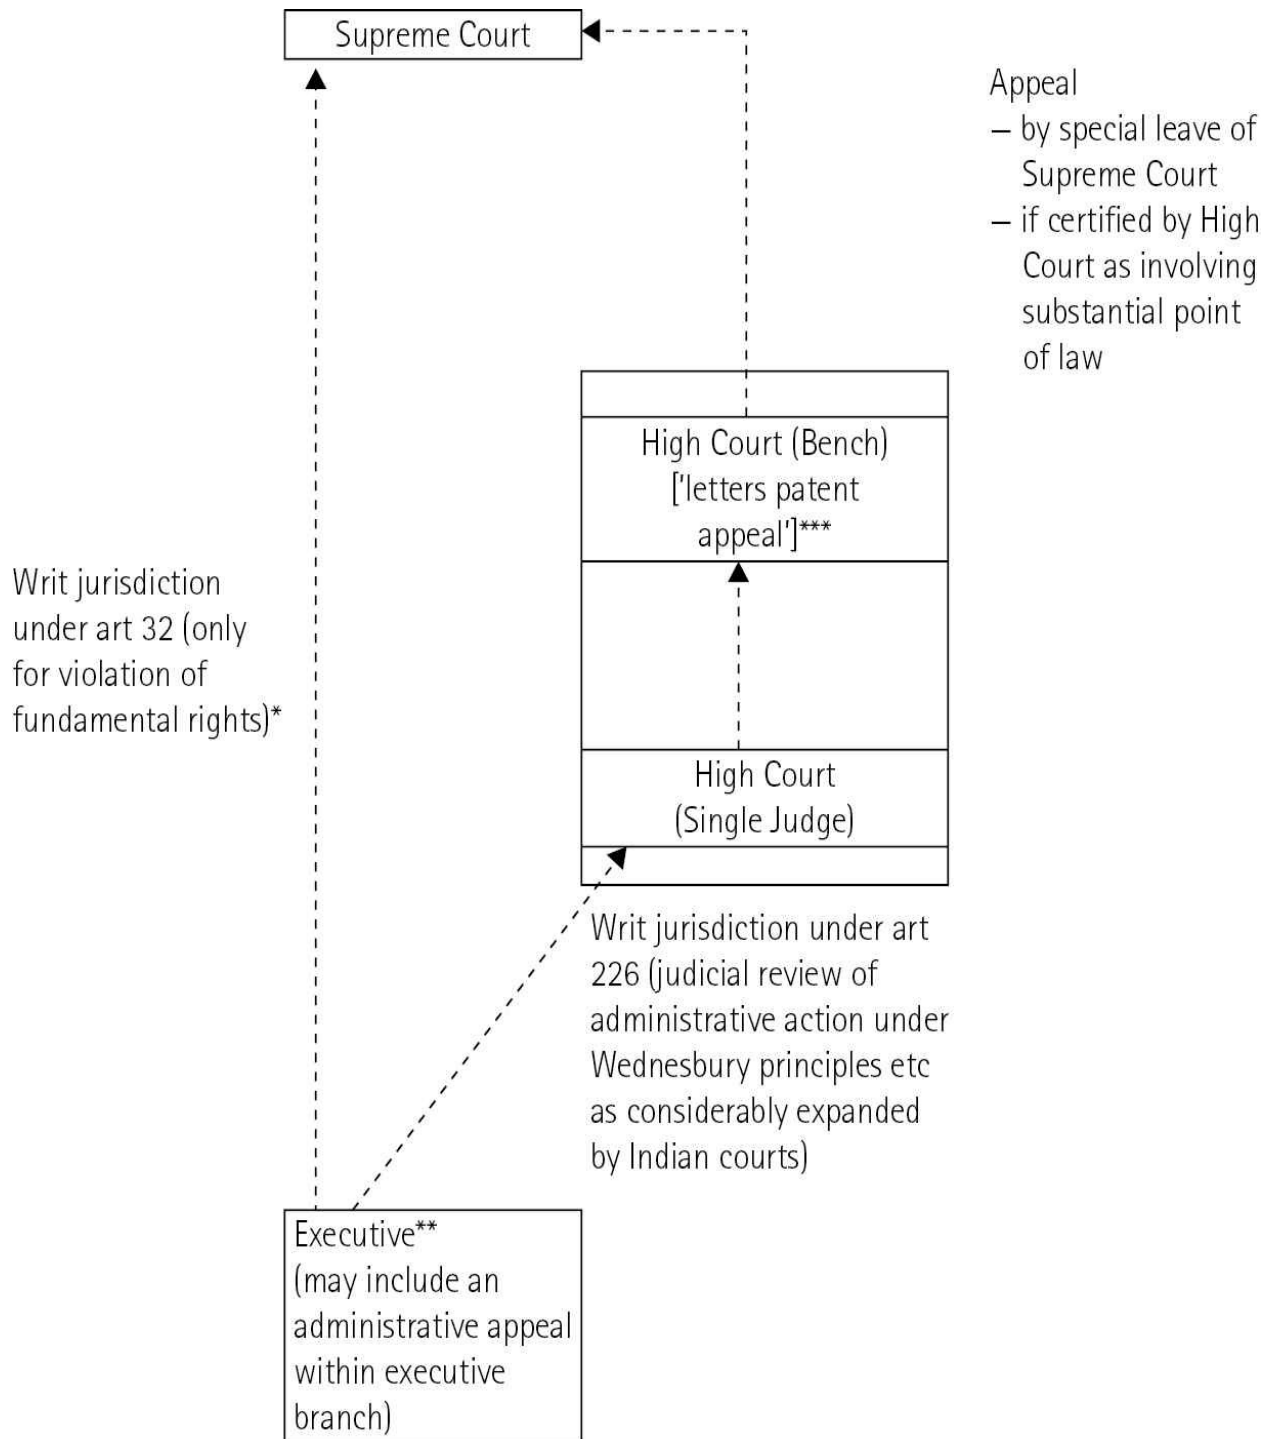 Supreme Court
Appeal
– by special leave of
Supreme Court
– if certified by High
Court as involving
substantial point
of law
High Court (Bench)
['letters patent
appeal']***
Writ jurisdiction
under art 32 (only
for violation of
fundamental rights)*
High Court
(Single Judge)
Writ jurisdiction under art
226 (judicial review of
administrative action under
Wednesbury principles etc
as considerably expanded
by Indian courts)
Executive**
(may include an
administrative appeal
within executive
branch)